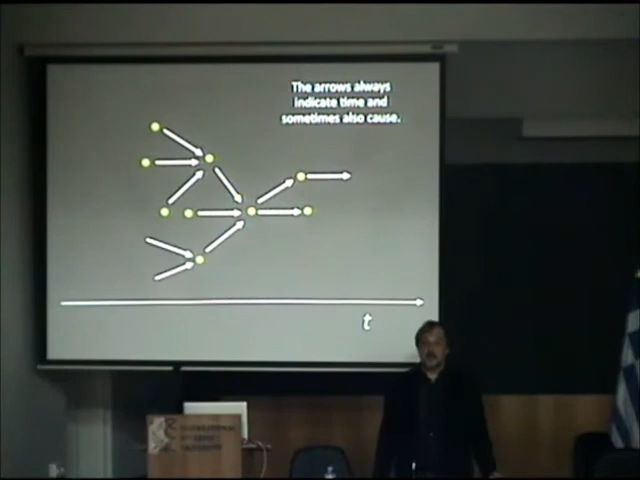 The arrows always
indicate time and
sometimes also cause.
t